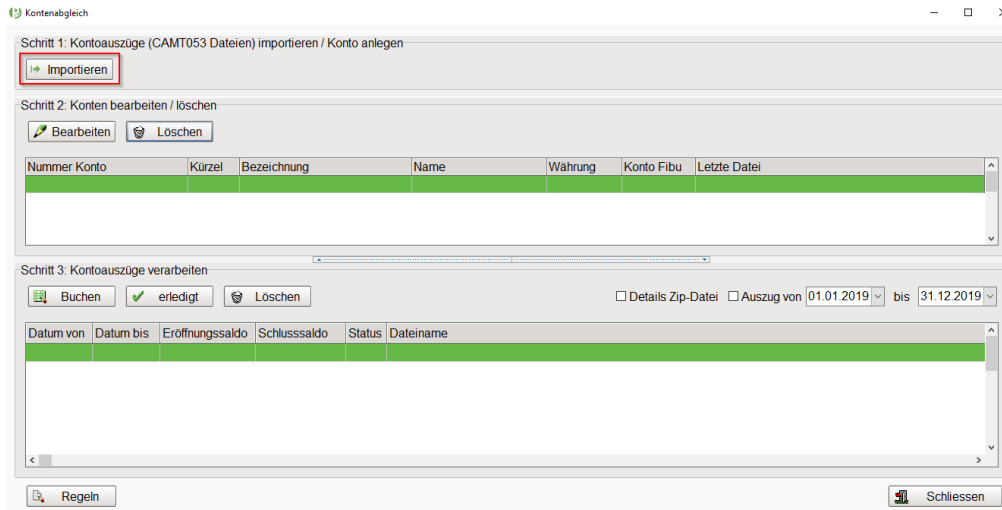 Kontenabgleich
Schritt 1: Kontoauszüge (CAMT053 Dateien) importieren / Konto anlegen
Importieren
Schritt 2: Konten bearbeiten / löschen
Bearbeiten Löschen
Nummer Konto Kürzel Bezeichnung Name Währung Konto Fibu Letzte Datei
Schritt 3: Kontoauszüge verarbeiten
Buchen erledigt Löschen Details Zip-Datei Auszug von 01.01.2019 bis 31.12.2019
Datum von Datum bis Eröffnungssaldo Schlusssaldo Status Dateiname
Regeln Schliessen